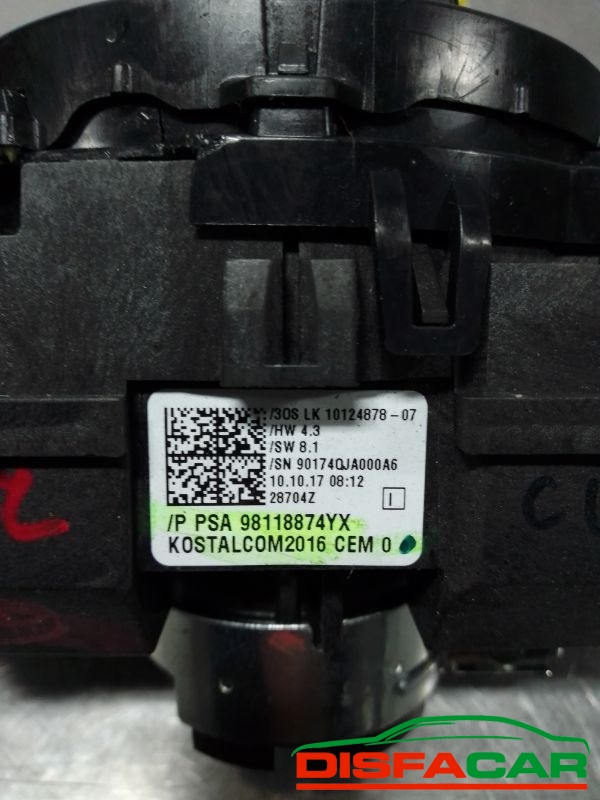 /3OS LK 10124878-07
/HW 4.3
/SW 8.1
/SN 90174QJA000A6
10.10.17 08:12
28704Z
I
/P PSA 98118874YX
KOSTALCOM2016 CEM 0
DISFACAR